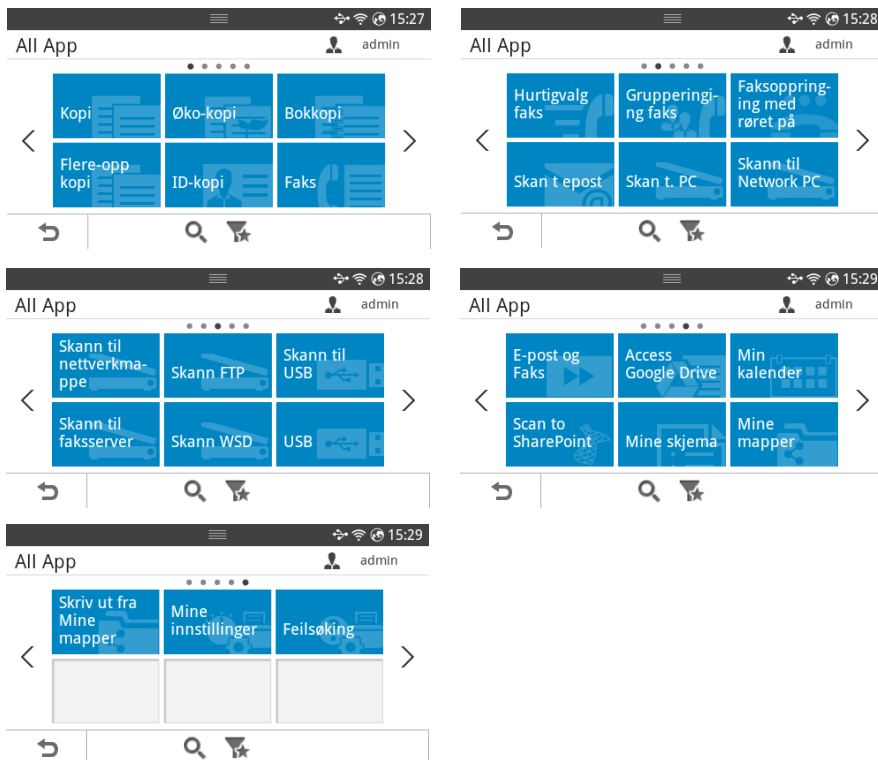 15:27
All App
admin
Kopi
Øko-kopi
Bokkopi
Flere-opp
kopi
ID-kopi
Faks
15:28
All App
admin
Hurtigvalg
faks
Grupperingi-
ng faks
Faksoppring-
ing med
røret på
Skan t epost
Skan t. PC
Skann til
Network PC
15:28
All App
admin
Skann til
nettverkma-
ppe
Skann FTP
Skann til
USB
Skann til
faksserver
Skann WSD
USB
15:29
All App
admin
E-post og
Faks
Access
Google Drive
Min
kalender
Scan to
SharePoint
Mine skjema
Mine
mapper
15:29
All App
admin
Skriv ut fra
Mine
mapper
Mine
innstillinger
Feilsøking